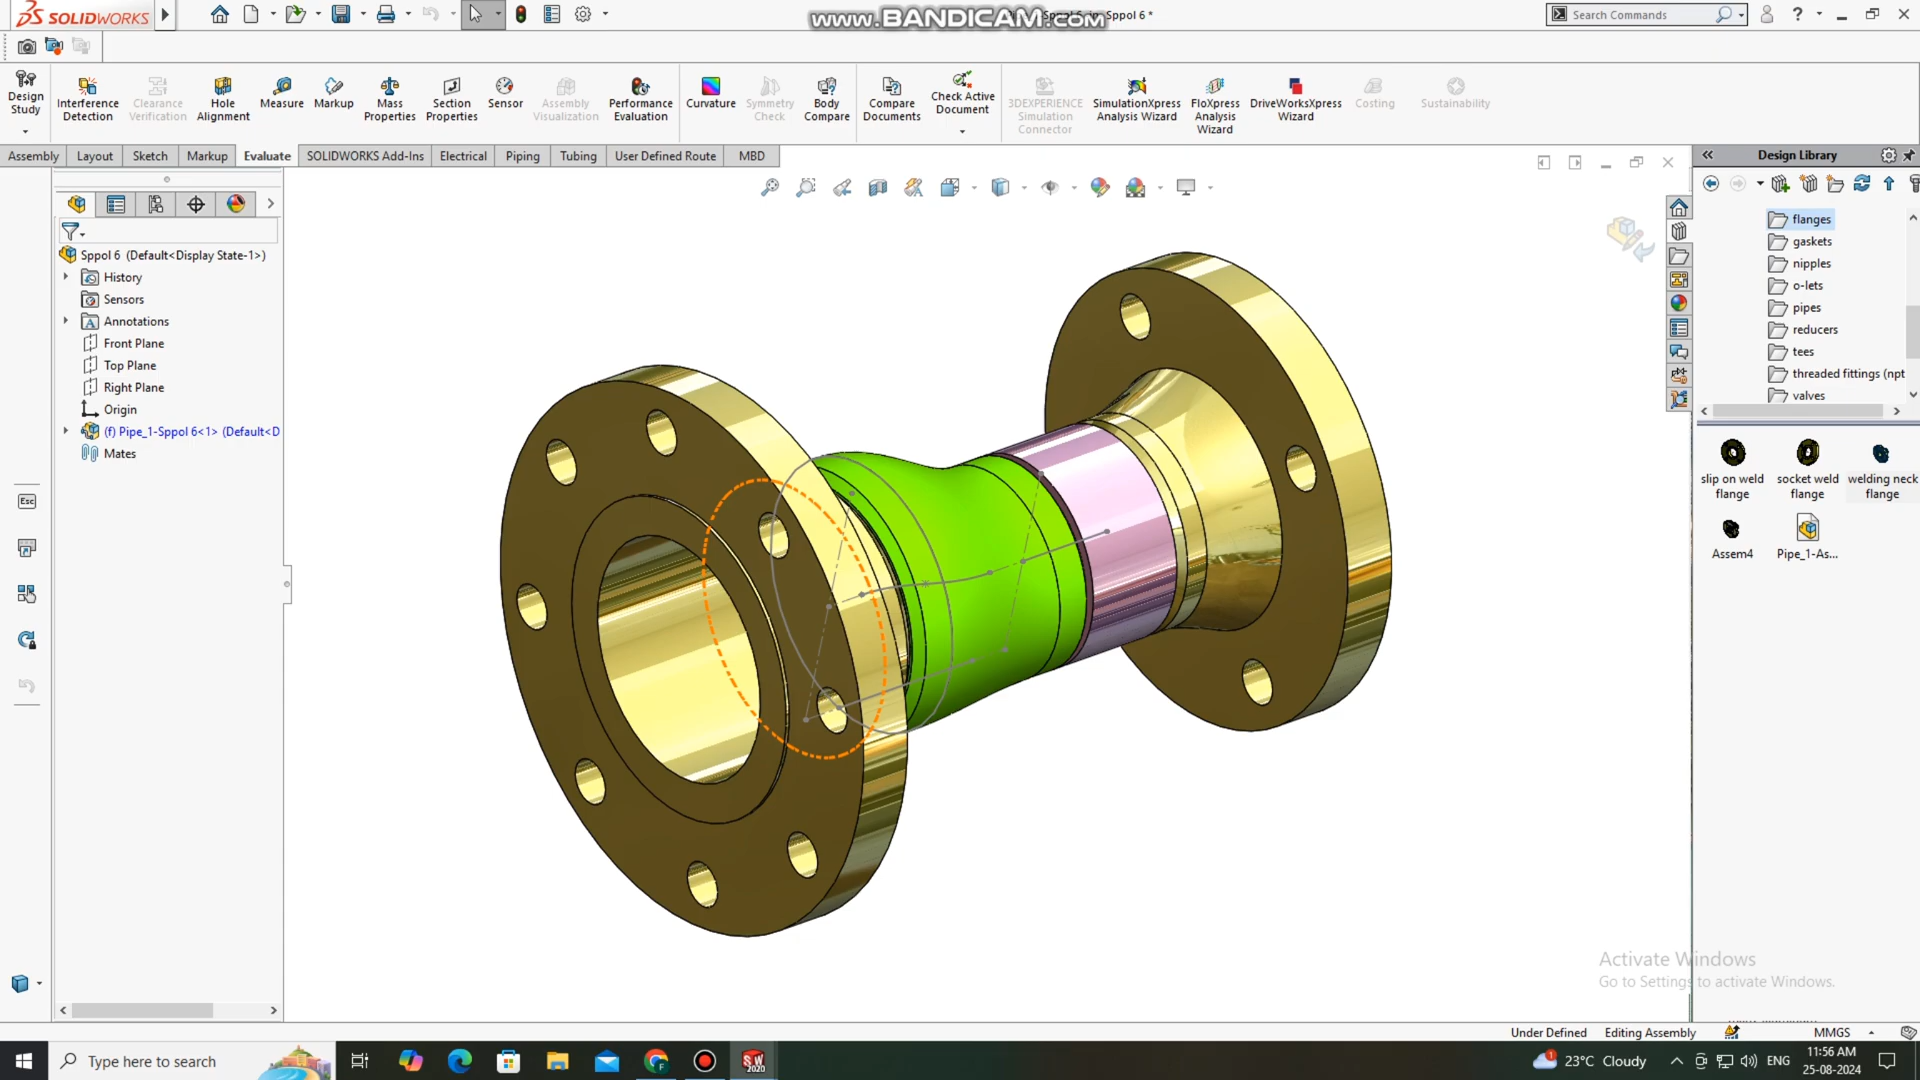 SOLIDWORKS
Sppol 6 *
www.BANDICAM.com
Search Commands
?
Design Study
Interference Detection
Clearance Verification
Hole Alignment
Measure
Markup
Mass Properties
Section Properties
Sensor
Assembly Visualization
Performance Evaluation
Curvature
Symmetry Check
Body Compare
Compare Documents
Check Active Document
3DEXPERIENCE Simulation Connector
SimulationXpress Analysis Wizard
FloXpress Analysis Wizard
DriveWorksXpress Wizard
Costing
Sustainability
Assembly
Layout
Sketch
Markup
Evaluate
SOLIDWORKS Add-Ins
Electrical
Piping
Tubing
User Defined Route
MBD
Design Library
Sppol 6 (Default<Display State-1>)
History
Sensors
Annotations
Front Plane
Top Plane
Right Plane
Origin
(f) Pipe_1-Sppol 6<1> (Default<D
Mates
Esc
flanges
gaskets
nipples
o-lets
pipes
reducers
tees
threaded fittings (npt
valves
slip on weld flange
socket weld flange
welding neck flange
Assem4
Pipe_1-As...
Activate Windows
Go to Settings to activate Windows.
Under Defined
Editing Assembly
MMGS
Type here to search
SW 2020
1
23°C Cloudy
ENG
11:56 AM
25-08-2024